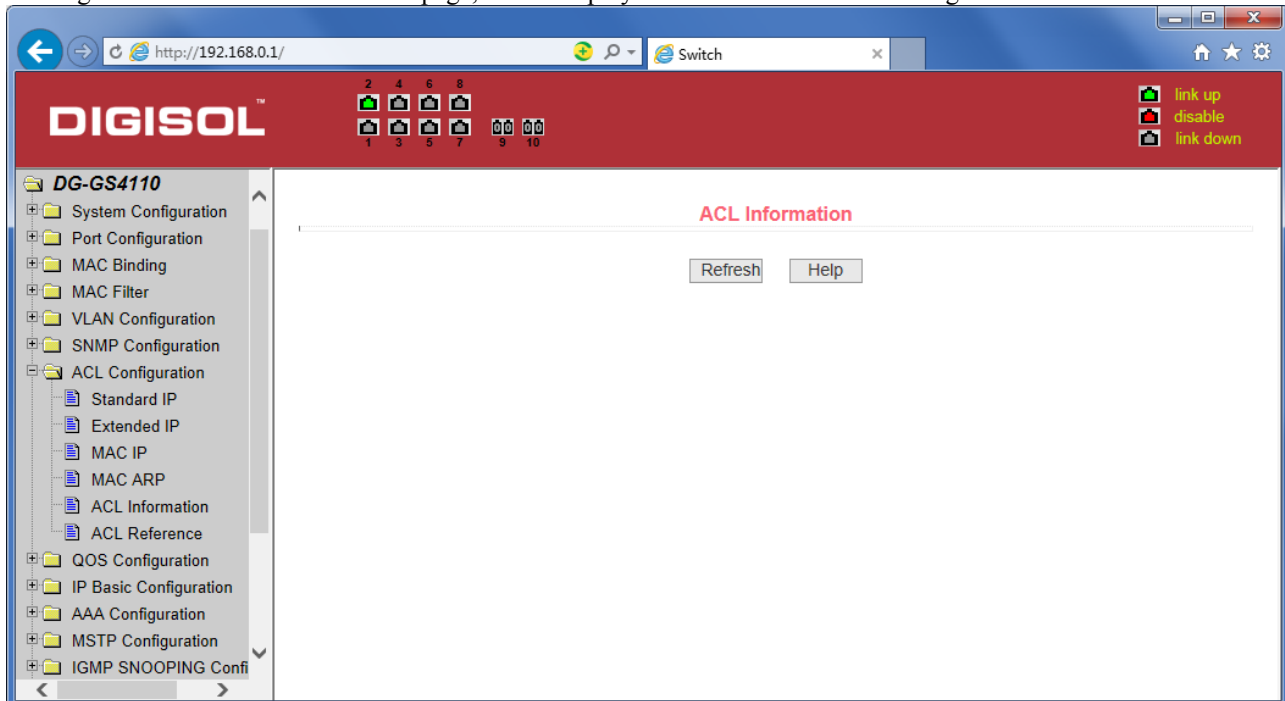 http://192.168.0.1/
Switch
DIGISOL™
2 4 6 8
1 3 5 7 9 10
link up
disable
link down
DG-GS4110
System Configuration
Port Configuration
MAC Binding
MAC Filter
VLAN Configuration
SNMP Configuration
ACL Configuration
Standard IP
Extended IP
MAC IP
MAC ARP
ACL Information
ACL Reference
QOS Configuration
IP Basic Configuration
AAA Configuration
MSTP Configuration
IGMP SNOOPING Confi
ACL Information
Refresh Help